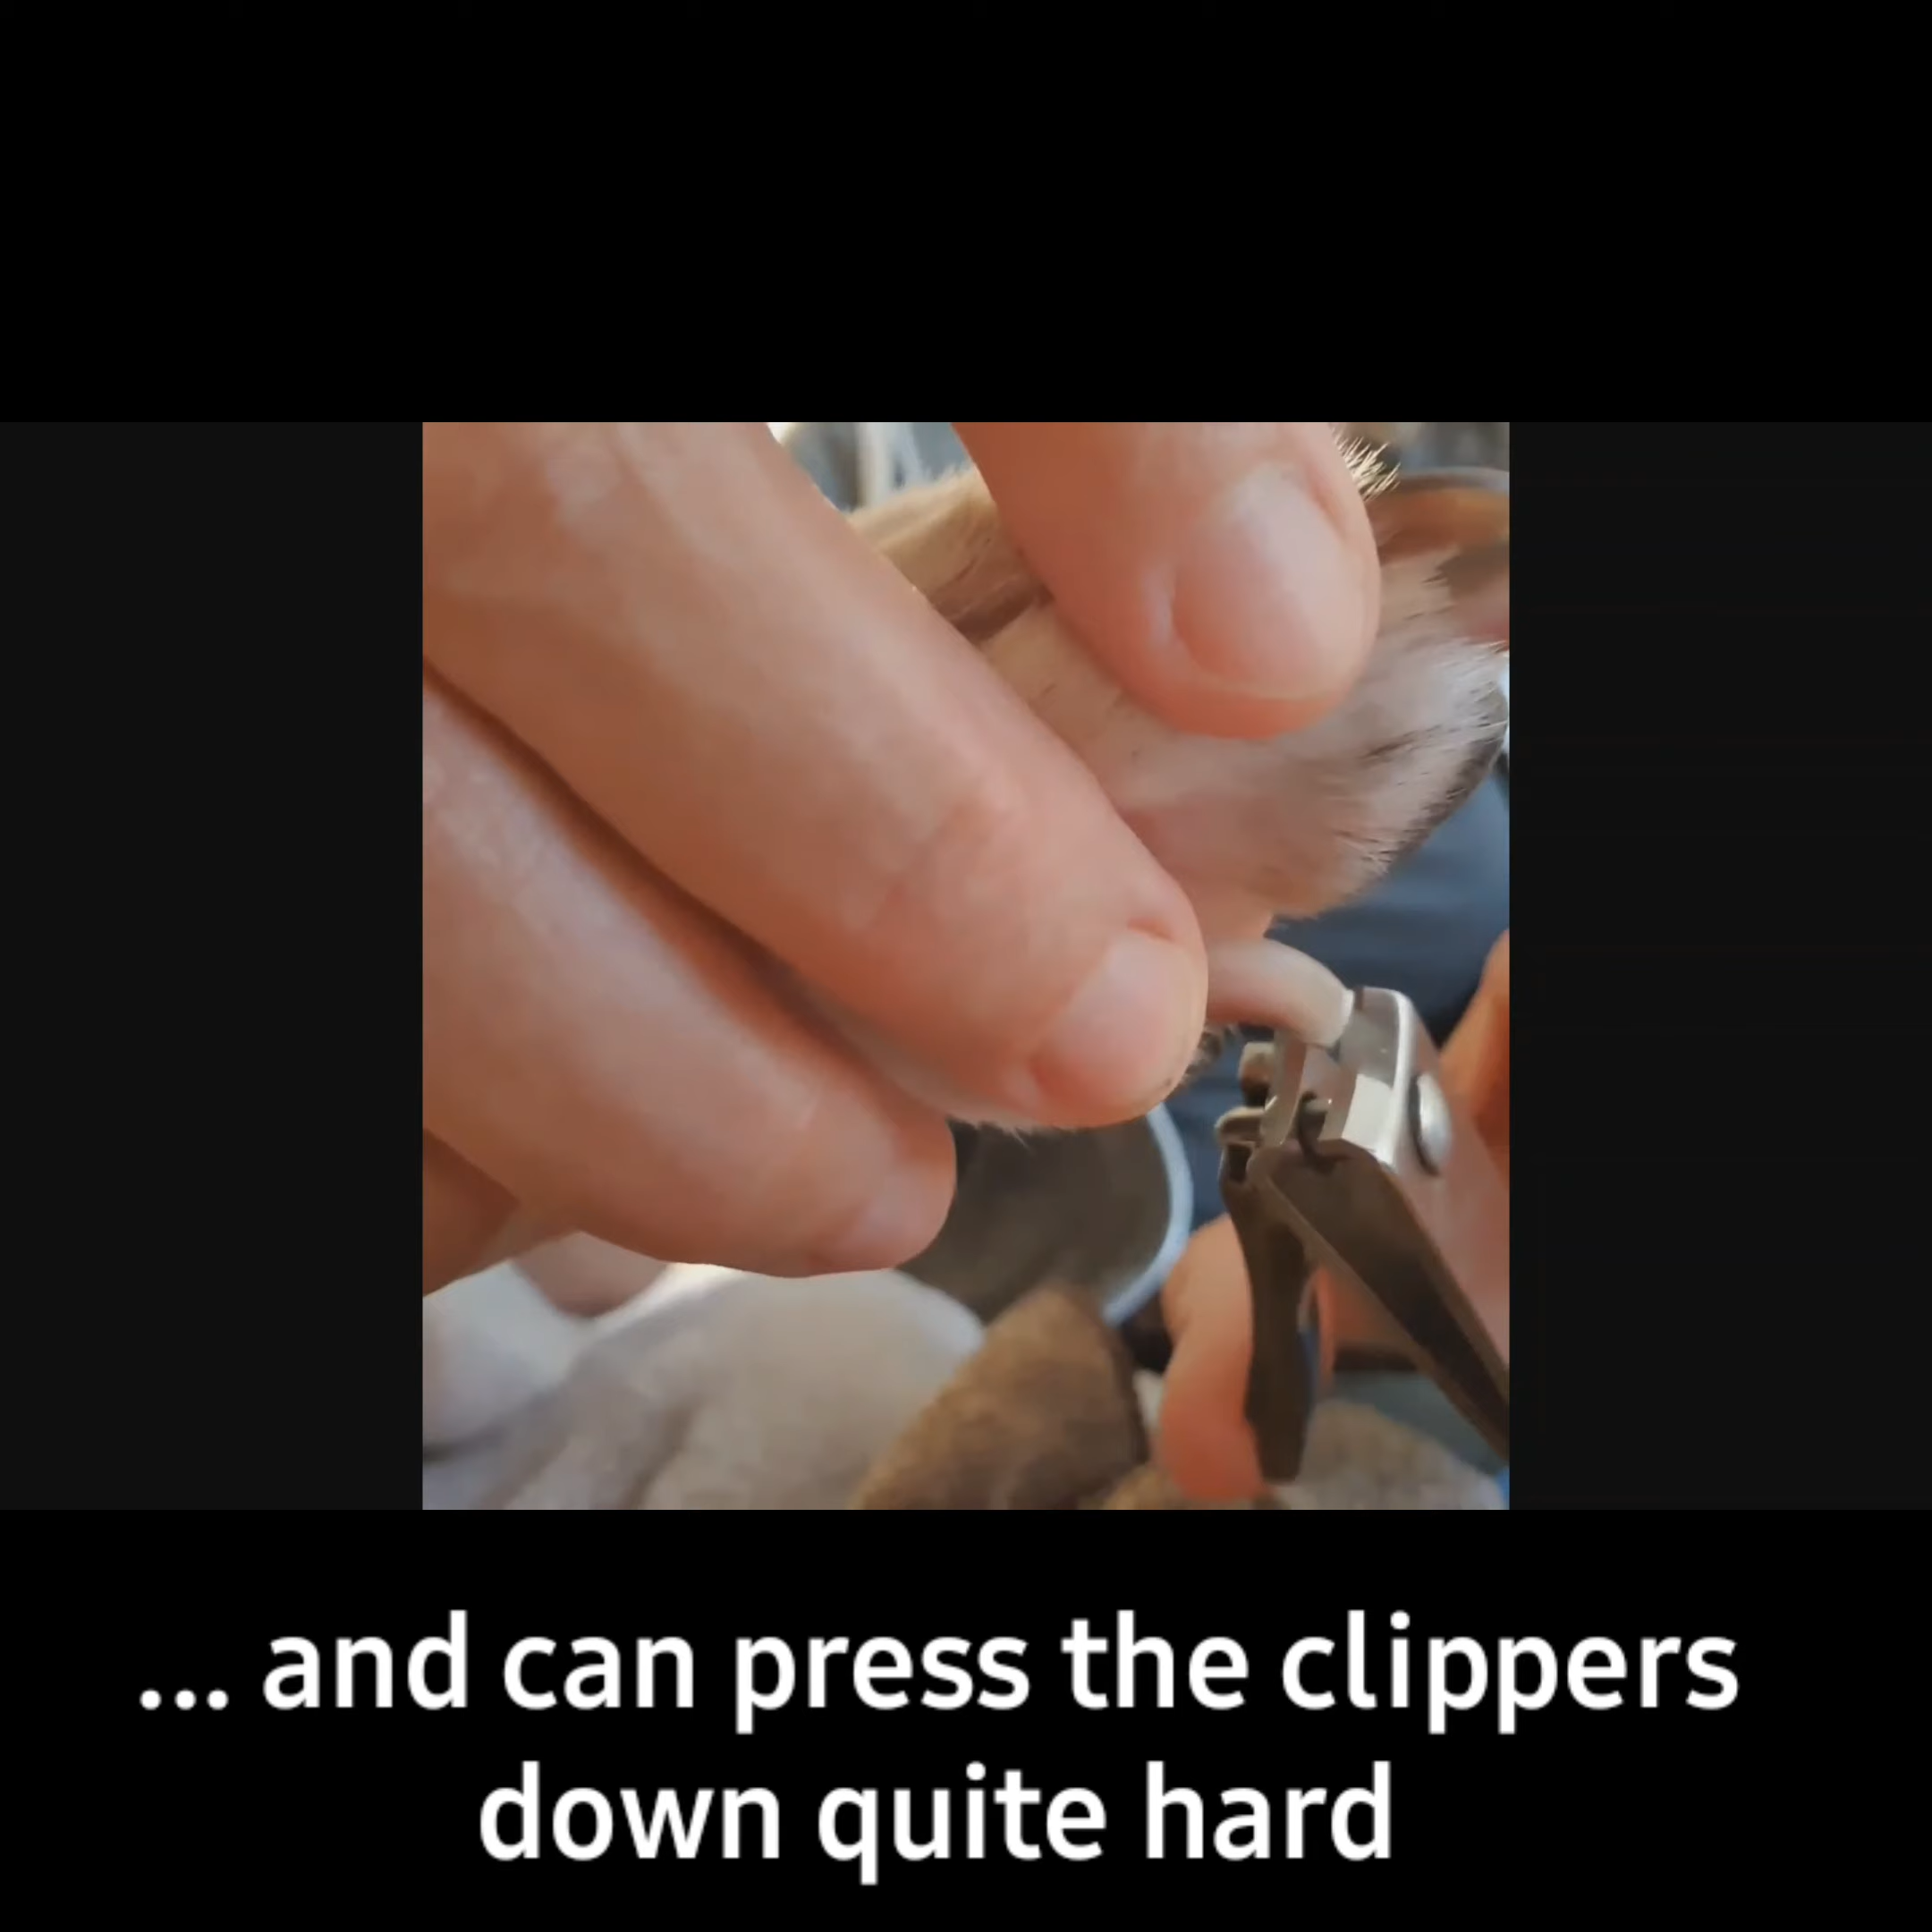 ... and can press the clippers
down quite hard